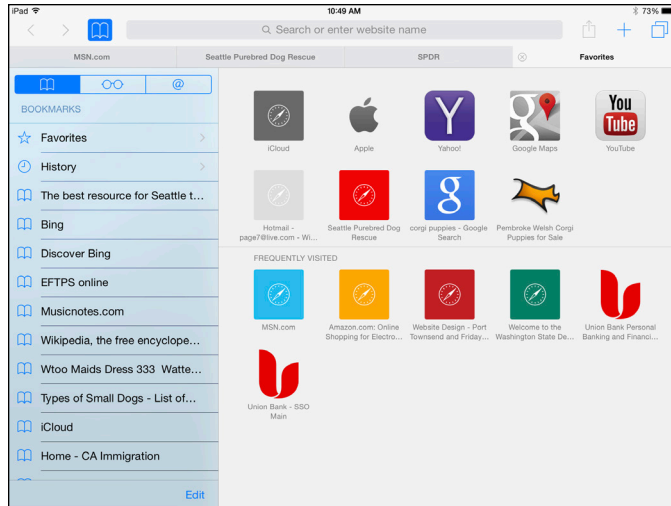 iPad
10:49 AM
73%
Search or enter website name
MSN.com
Seattle Purebred Dog Rescue
SPDR
Favorites
@
BOOKMARKS
Favorites
History
The best resource for Seattle t...
Bing
Discover Bing
EFTPS online
Musicnotes.com
Wikipedia, the free encyclope...
Wtoo Maids Dress 333 Watte...
Types of Small Dogs - List of...
iCloud
Home - CA Immigration
Edit
iCloud
Apple
Y
Yahoo!
g
Google Maps
You
Tube
YouTube
Hotmail -
page7@live.com - Wi...
Seattle Purebred Dog
Rescue
g
corgi puppies - Google
Search
Pembroke Welsh Corgi
Puppies for Sale
FREQUENTLY VISITED
MSN.com
Amazon.com: Online
Shopping for Electro...
Website Design - Port
Townsend and Friday...
Welcome to the
Washington State De...
Union Bank Personal
Banking and Financi...
Union Bank - SSO
Main